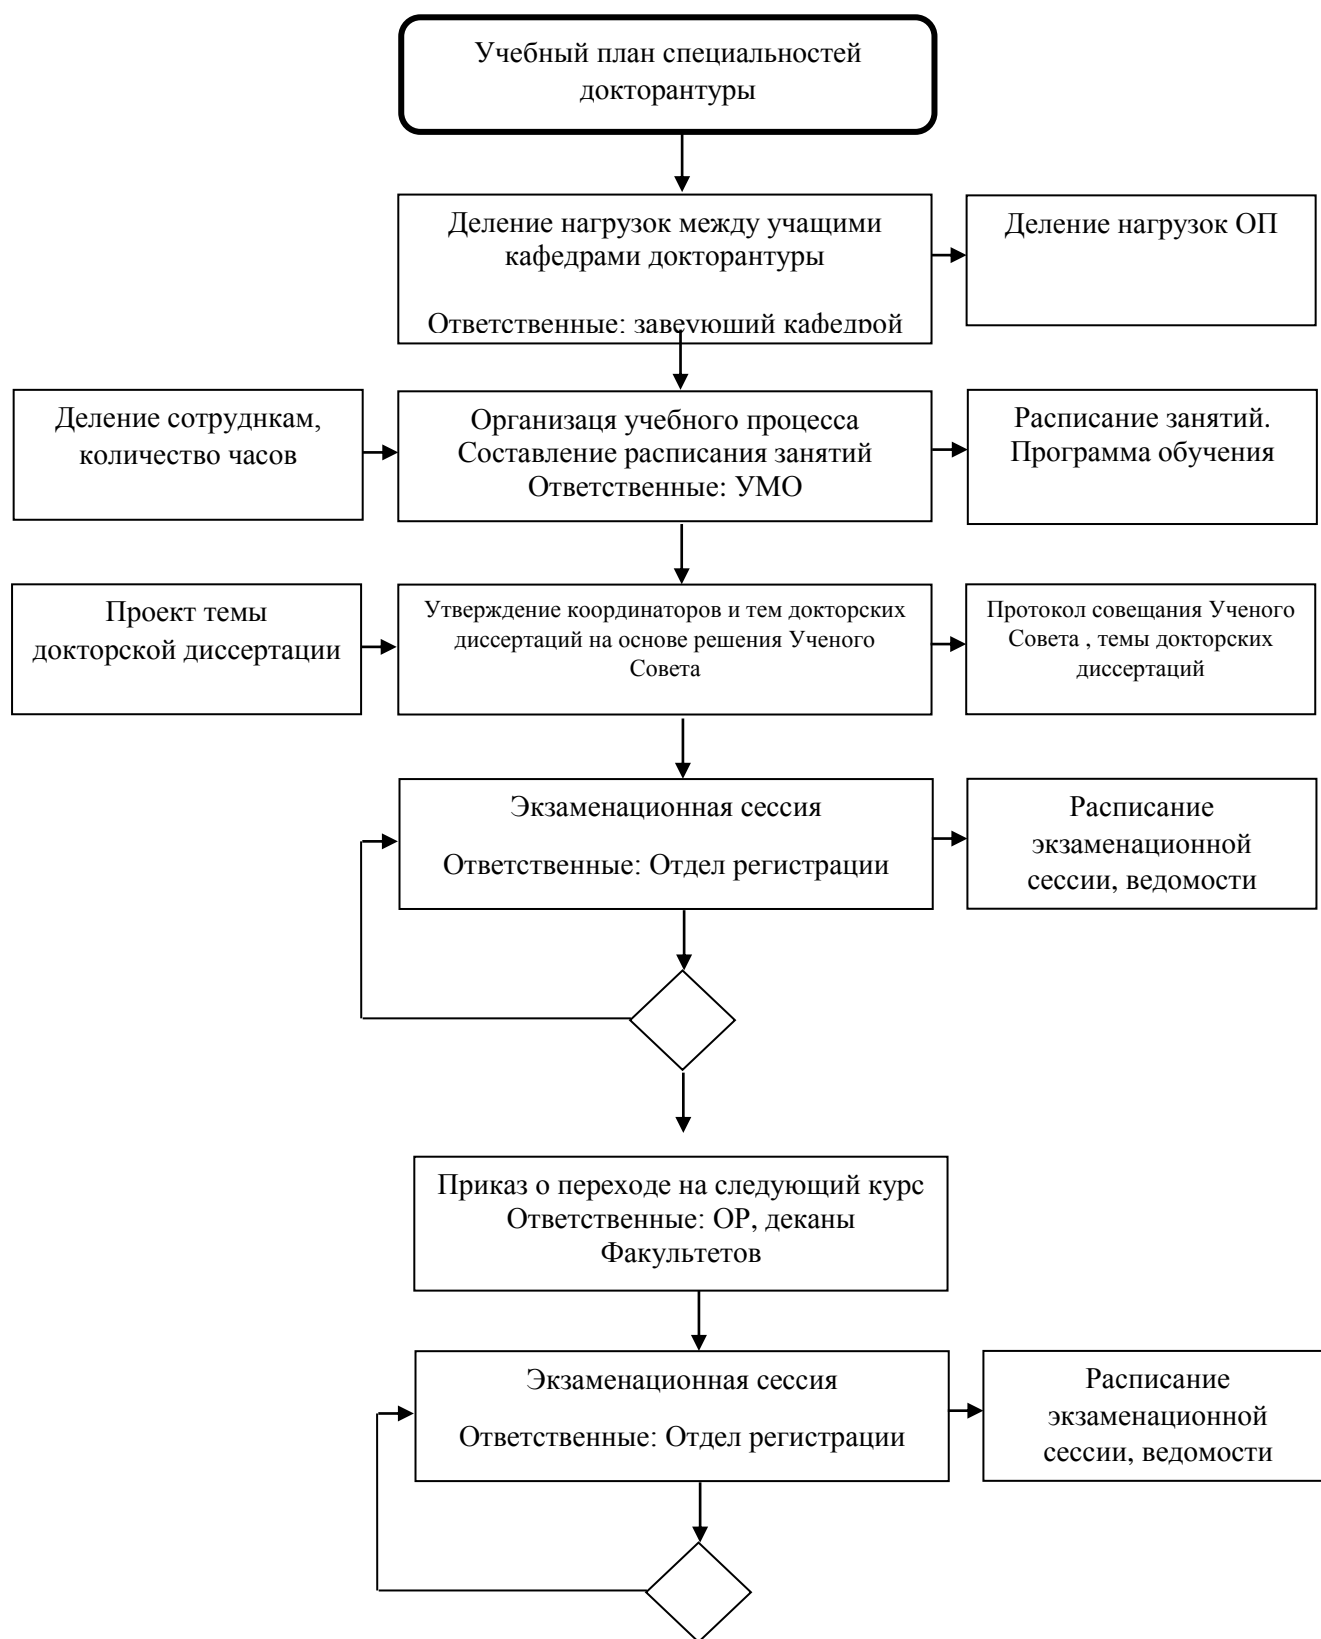 Учебный план специальностей
докторантуры
Деление нагрузок между учащими
кафедрами докторантуры
Ответственные: завеующий кафедрой
Деление нагрузок ОП
Деление сотруднкам,
количество часов
Организаця учебного процесса
Составление расписания занятий
Ответственные: УМО
Расписание занятий.
Программа обучения
Проект темы
докторской диссертации
Утверждение координаторов и тем докторских
диссертаций на основе решения Ученого
Совета
Протокол совещания Ученого
Совета , темы докторских
диссертаций
Экзаменационная сессия
Ответственные: Отдел регистрации
Расписание
экзаменационной
сессии, ведомости
Приказ о переходе на следующий курс
Ответственные: ОР, деканы
Факультетов
Экзаменационная сессия
Ответственные: Отдел регистрации
Расписание
экзаменационной
сессии, ведомости